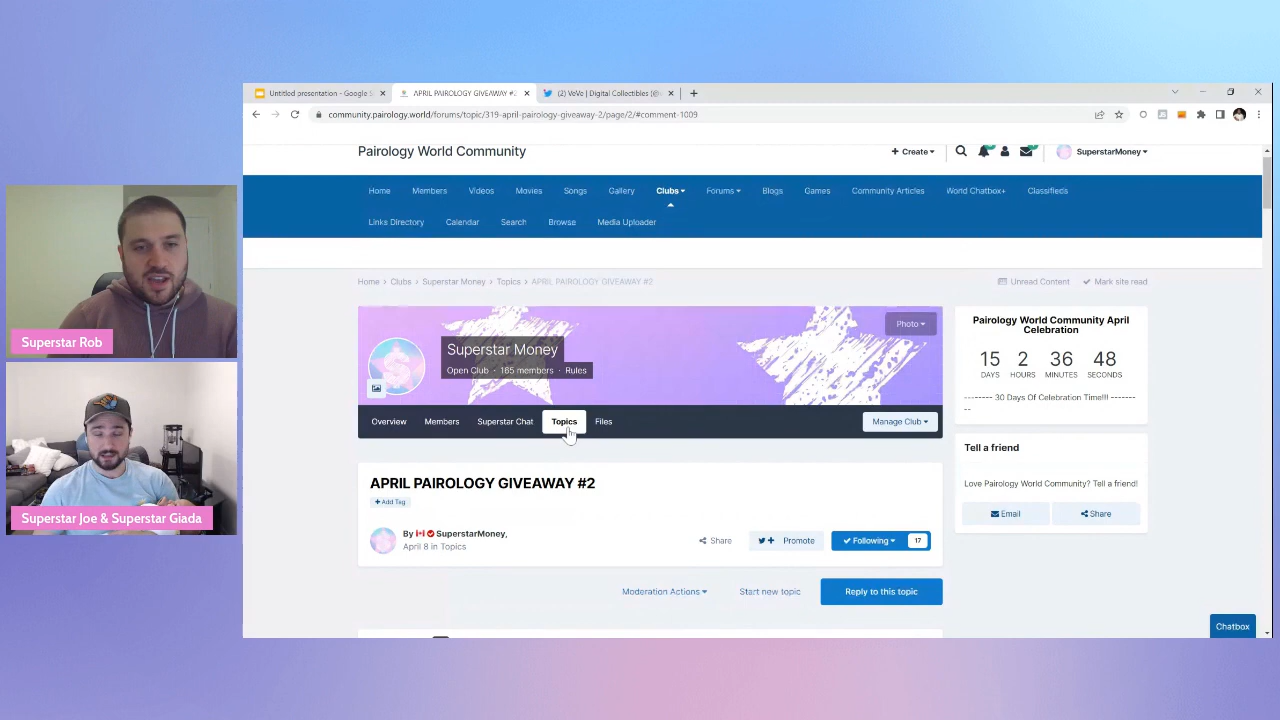 Untitled presentation - Google S
APRIL PAIROLOGY GIVEAWAY #2
(2) VeVe | Digital Collectibles (@v
community.pairology.world/forums/topic/319-april-pairology-giveaway-2/page/2/#comment-1009
Pairology World Community
Create
SuperstarMoney
Home Members Videos Movies Songs Gallery Clubs Forums Blogs Games Community Articles World Chatbox+ Classifieds
Links Directory Calendar Search Browse Media Uploader
Home > Clubs > Superstar Money > Topics > APRIL PAIROLOGY GIVEAWAY #2
Unread Content Mark site read
Photo
Superstar Money
Open Club · 165 members · Rules
Overview Members Superstar Chat Topics Files
Manage Club
Pairology World Community April
Celebration
15 2 36 48
DAYS HOURS MINUTES SECONDS
------- 30 Days Of Celebration Time!!! -------
--
Tell a friend
Love Pairology World Community? Tell a friend!
Email Share
APRIL PAIROLOGY GIVEAWAY #2
+ Add Tag
By SuperstarMoney,
April 8 in Topics
Share Promote Following 17
Moderation Actions Start new topic Reply to this topic
Chatbox
Superstar Rob
Superstar Joe & Superstar Giada